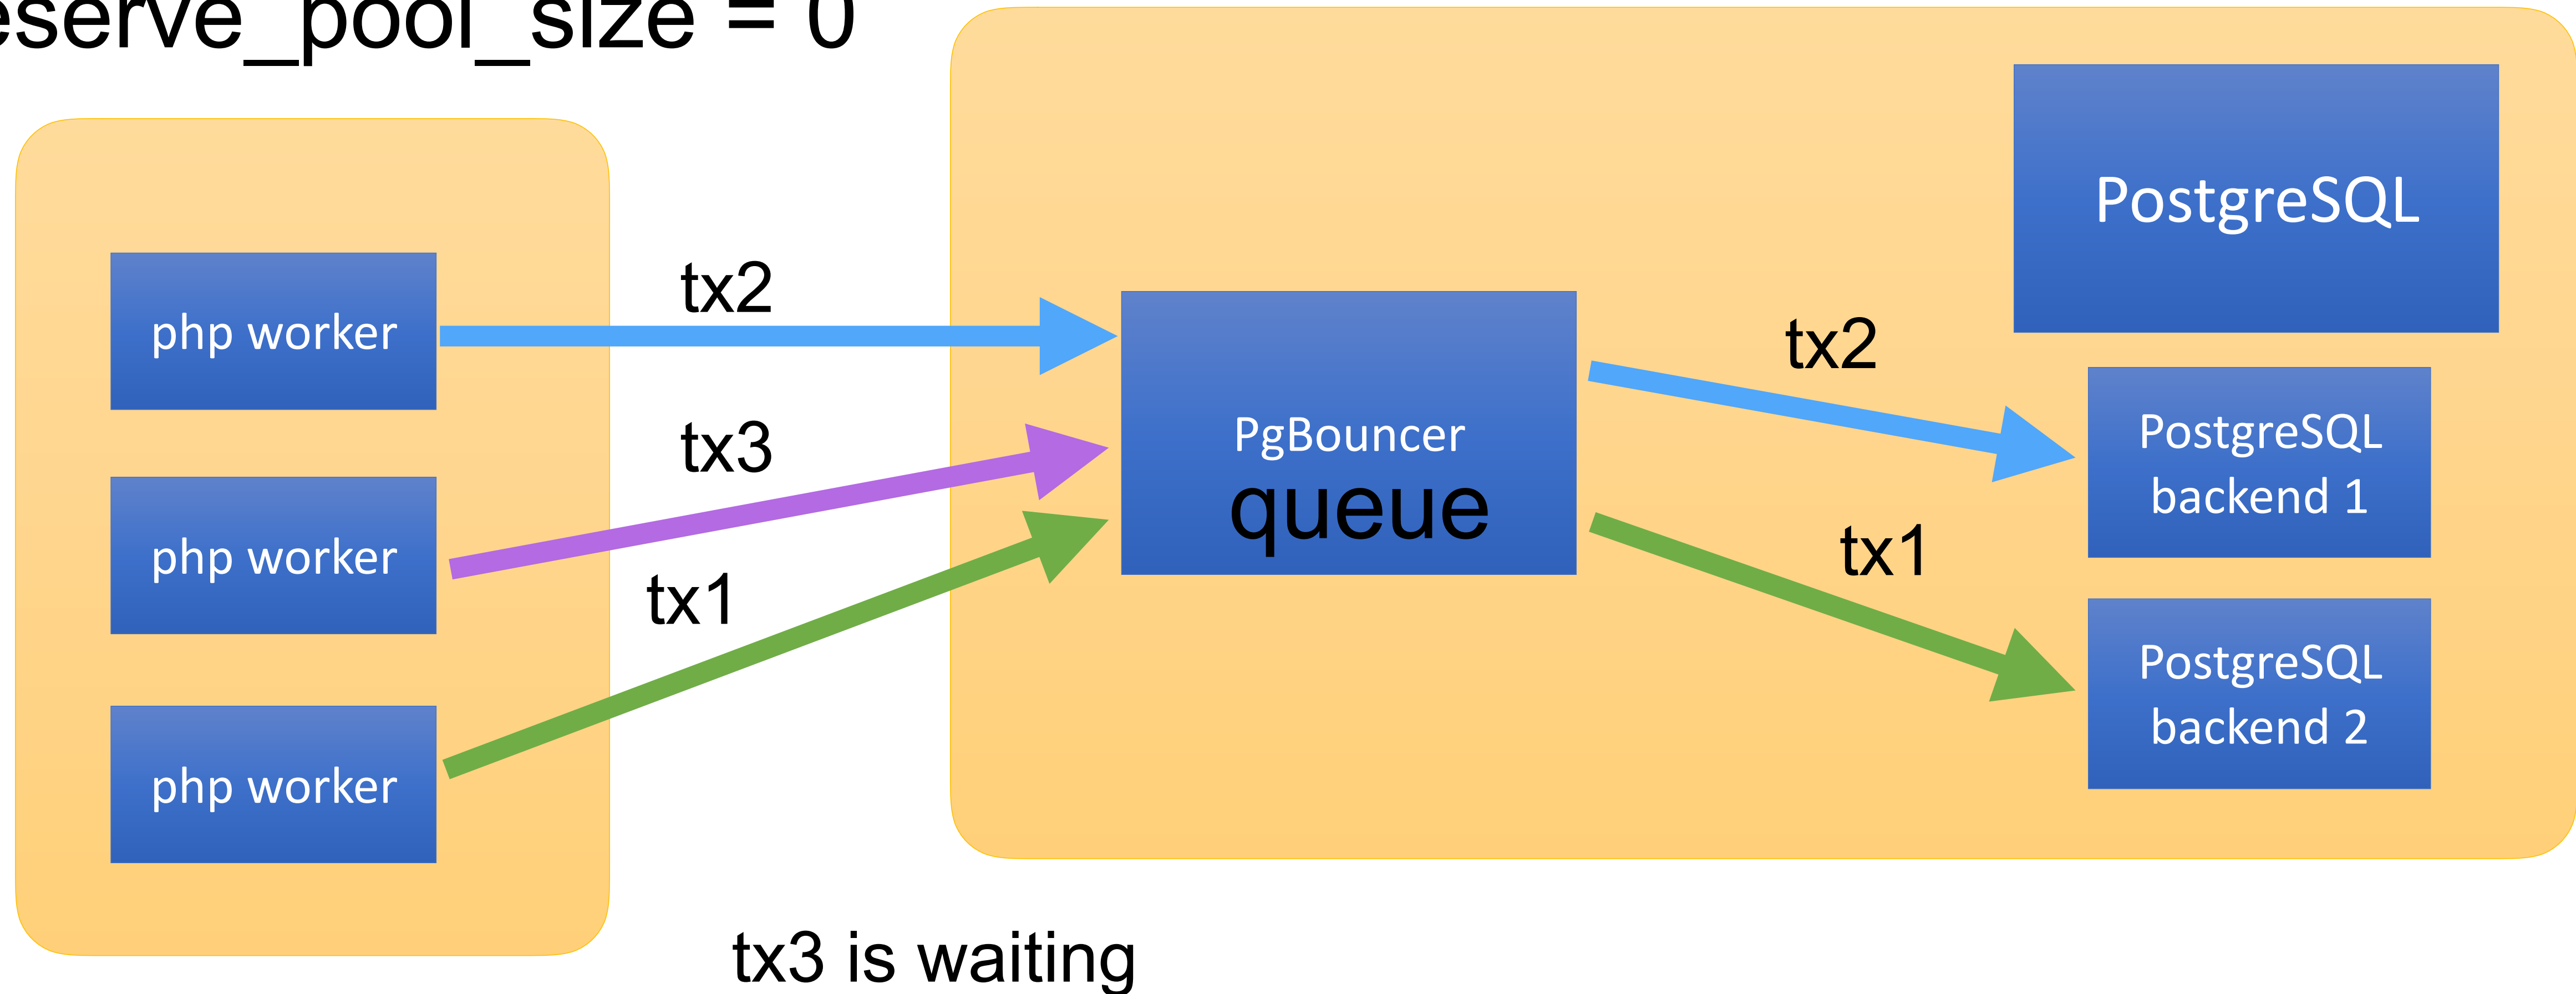 eserve_pool_size = 0
PostgreSQL
php worker
tx2
tx2
tx3
PgBouncer
queue
PostgreSQL
backend 1
php worker
tx1
tx1
PostgreSQL
backend 2
php worker
tx3 is waiting